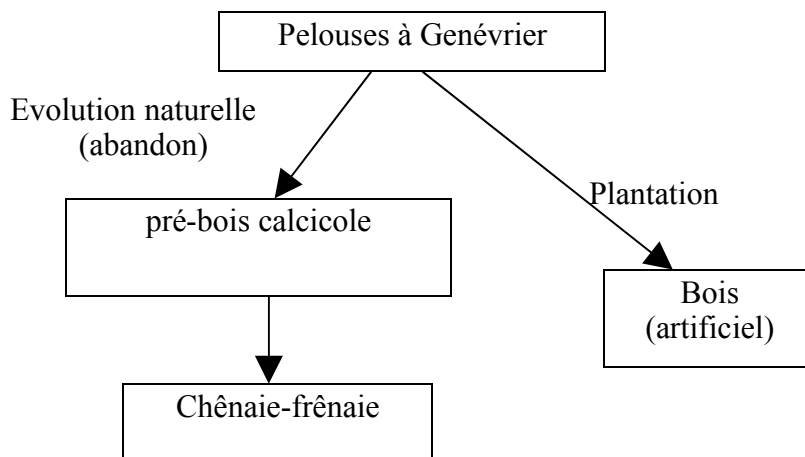 Pelouses à Genévrier
Evolution naturelle
(abandon)
Plantation
pré-bois calcicole
Bois
(artificiel)
Chênaie-frênaie